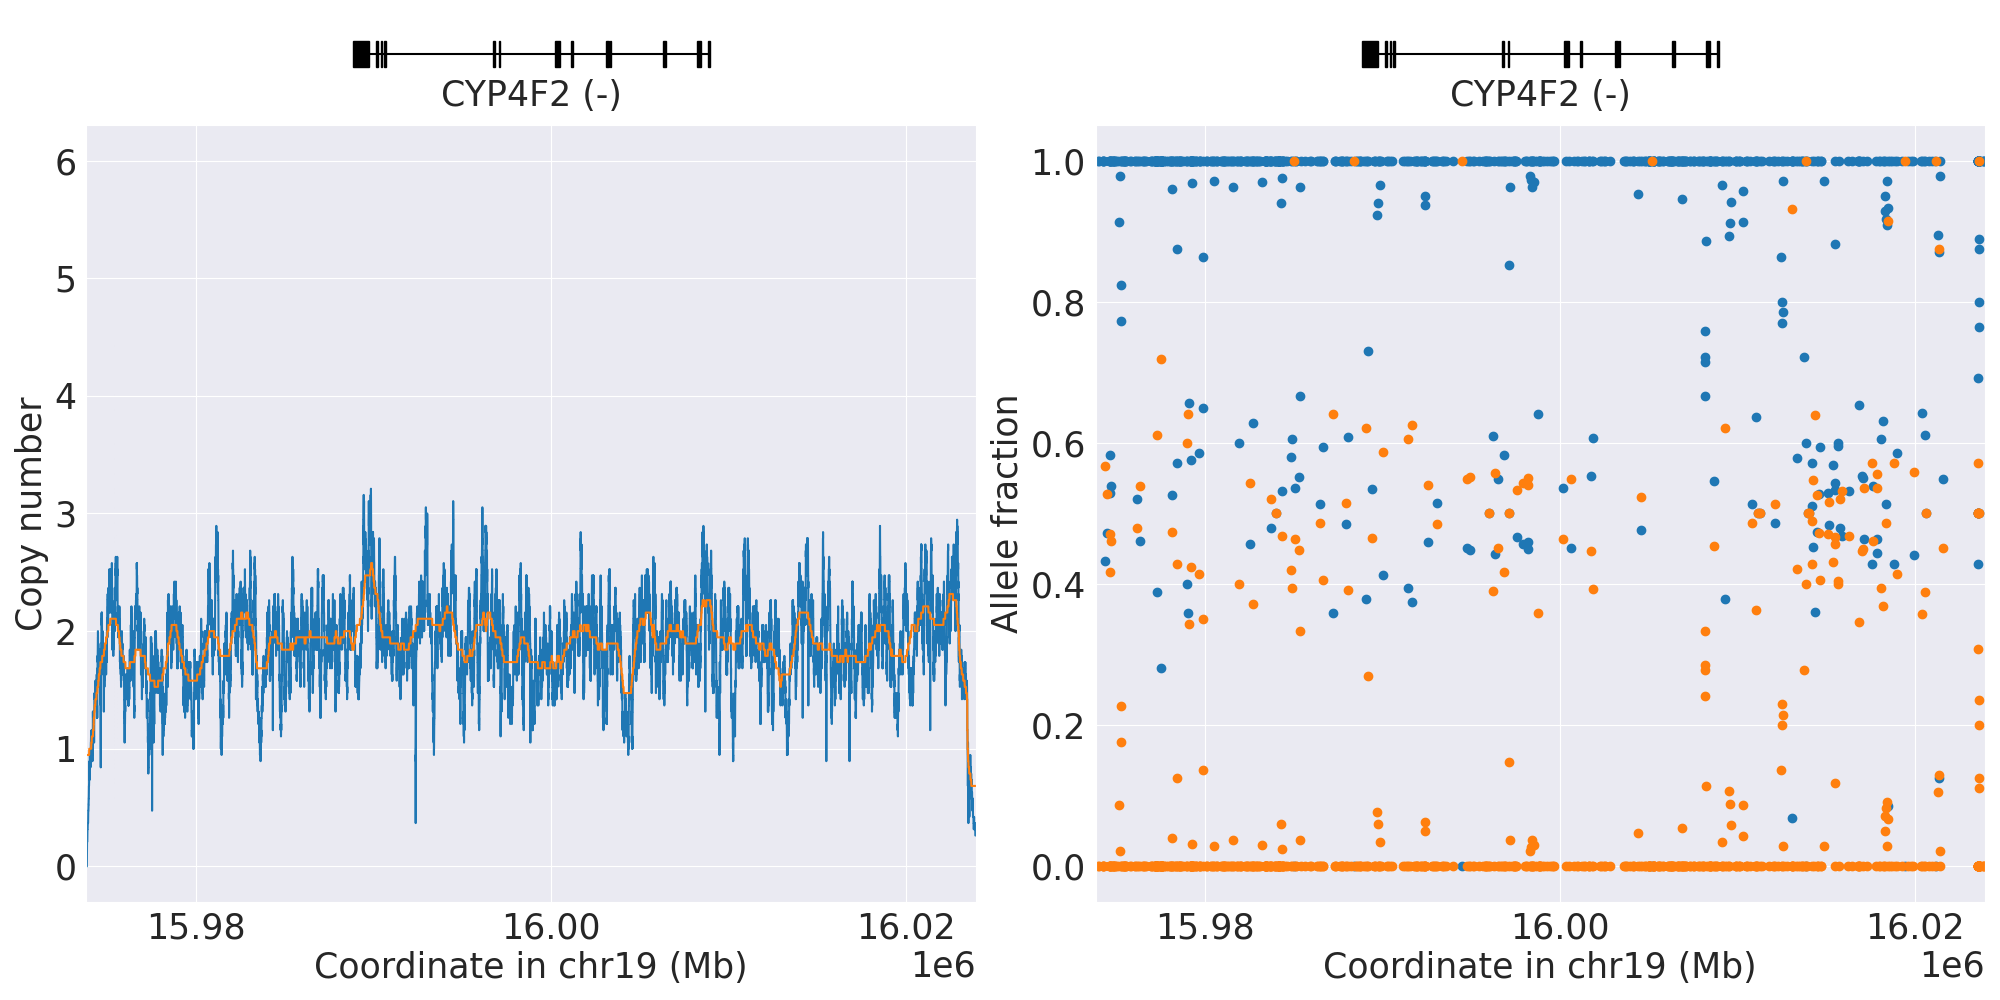 CYP4F2 (-)
6
5
4
3
2
1
0
Copy number
15.98
16.00
16.02
Coordinate in chr19 (Mb)
1e6
CYP4F2 (-)
1.0
0.8
0.6
0.4
0.2
0.0
Allele fraction
15.98
16.00
16.02
Coordinate in chr19 (Mb)
1e6